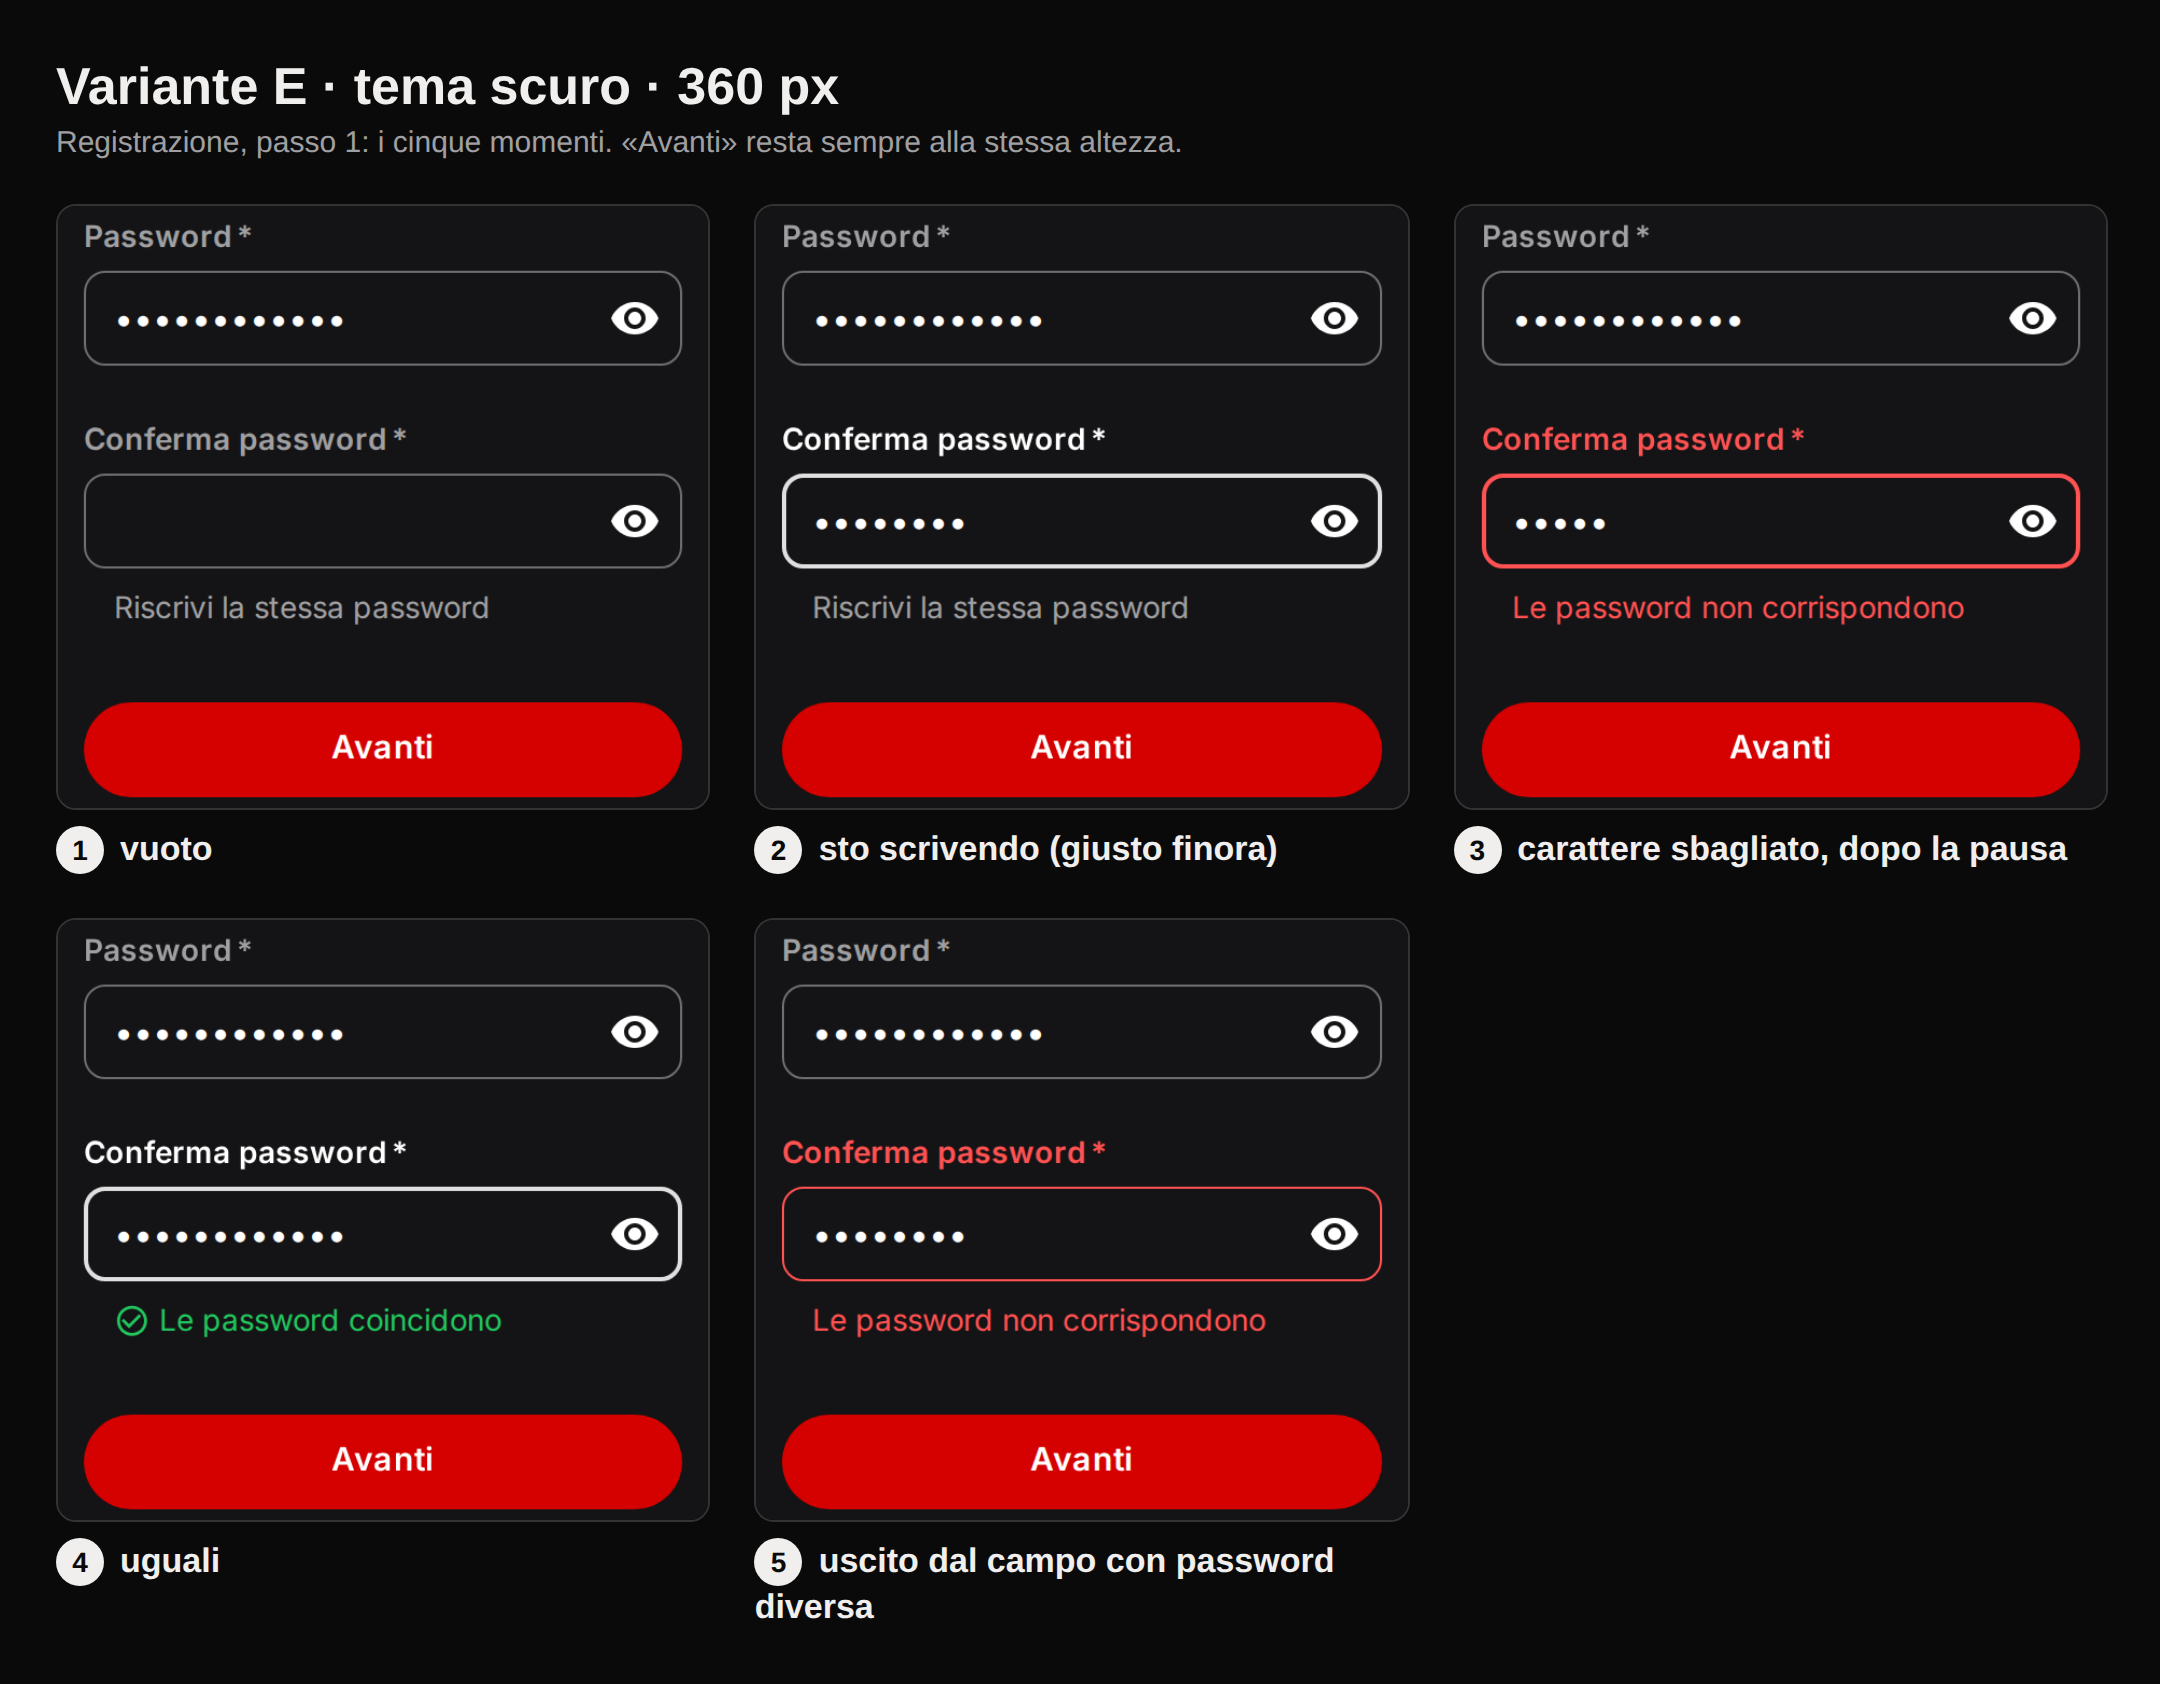 Variante E · tema scuro · 360 px
Registrazione, passo 1: i cinque momenti. «Avanti» resta sempre alla stessa altezza.
Password *
••••••••••••
Conferma password *
Riscrivi la stessa password
Avanti
1 vuoto
Password *
••••••••••••
Conferma password *
••••••••
Riscrivi la stessa password
Avanti
2 sto scrivendo (giusto finora)
Password *
••••••••••••
Conferma password *
•••••
Le password non corrispondono
Avanti
3 carattere sbagliato, dopo la pausa
Password *
••••••••••••
Conferma password *
••••••••••••
Le password coincidono
Avanti
4 uguali
Password *
••••••••••••
Conferma password *
••••••••
Le password non corrispondono
Avanti
5 uscito dal campo con password
diversa